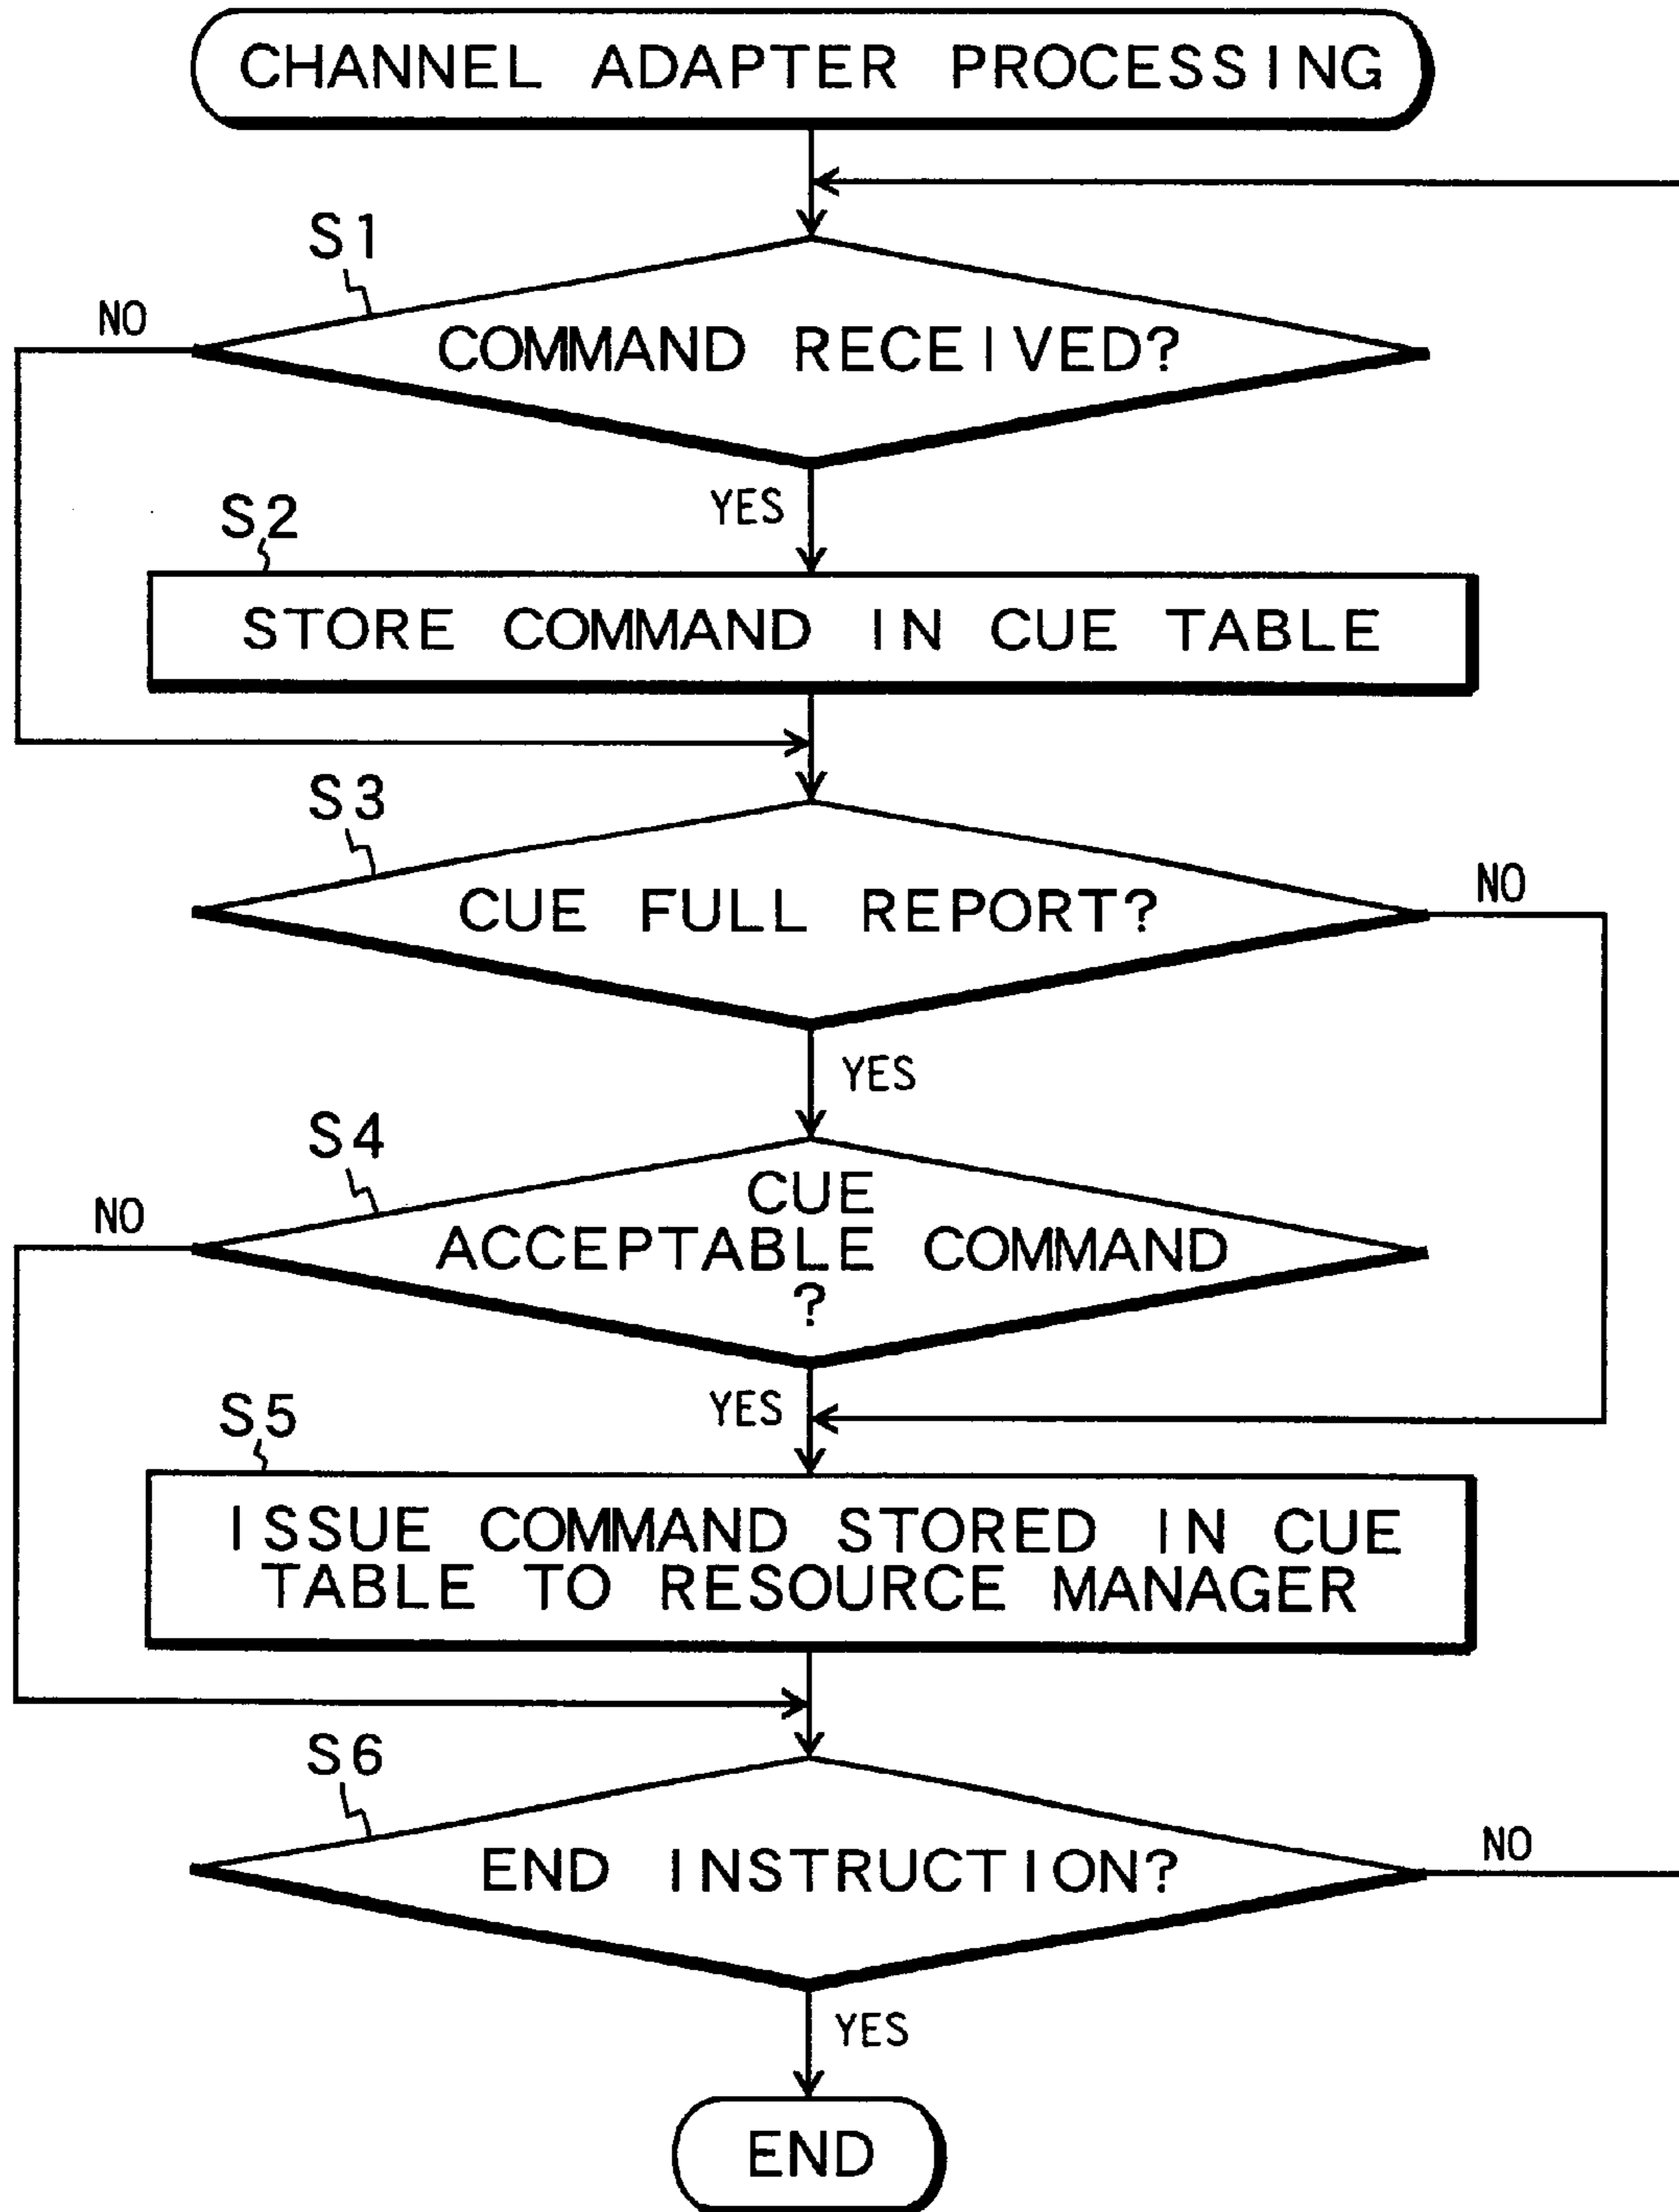 CHANNEL ADAPTER PROCESSING
S1
NO
COMMAND RECEIVED?
YES
S2
STORE COMMAND IN CUE TABLE
S3
CUE FULL REPORT?
NO
YES
S4
NO
CUE
ACCEPTABLE COMMAND
?
YES
S5
ISSUE COMMAND STORED IN CUE
TABLE TO RESOURCE MANAGER
S6
END INSTRUCTION?
NO
YES
END